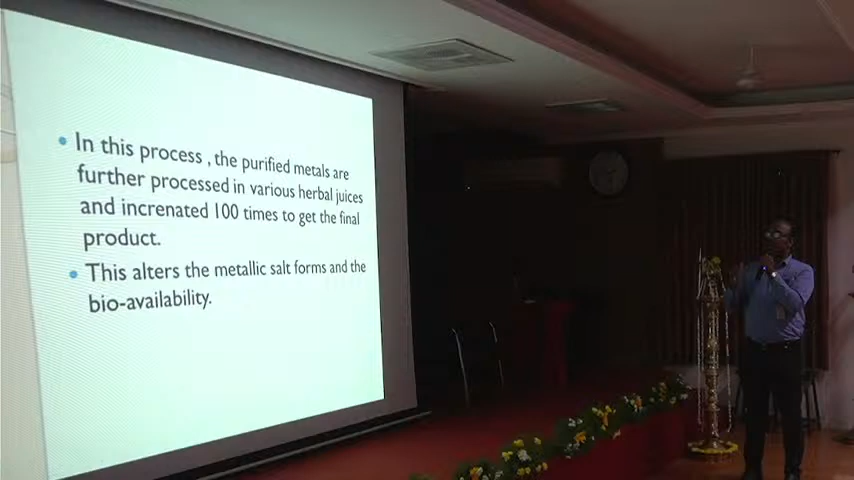 In this process , the purified metals are
further processed in various herbal juices
and increnated 100 times to get the final
product.
This alters the metallic salt forms and the
bio-availability.